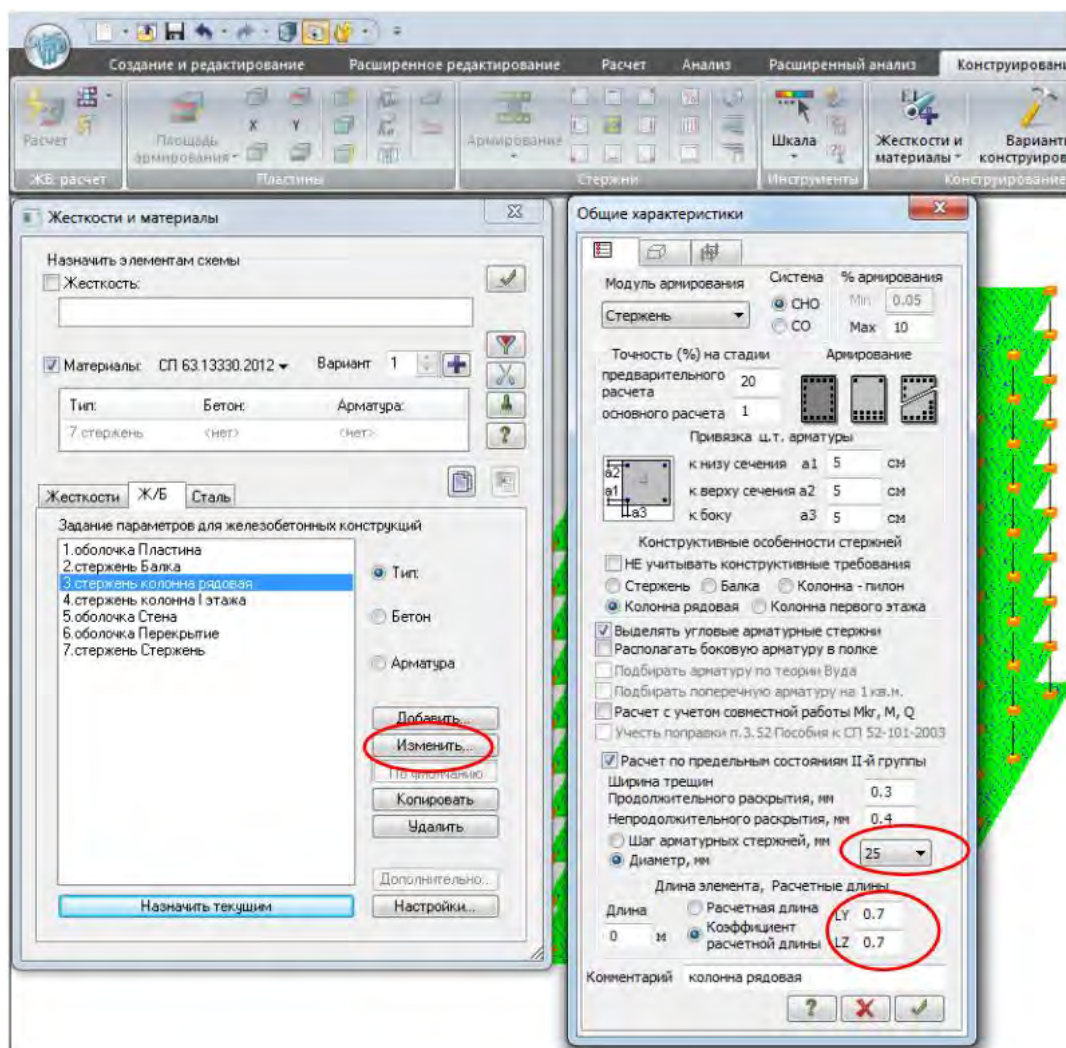 Создание и редактирование Расширенное редактирование Расчет Анализ Расширенный анализ Конструировани
Расчет
Площадь армирования
X Y
Армирование
Шкала
Жесткости и материалы
Вариант конструиров
ЖБ: расчет Пластины Стержни Инструменты Конструирование
Жесткости и материалы
Назначить элементам схемы
Жесткость:
Материалы: СП 63.13330.2012 Вариант 1
Тип: Бетон: Арматура:
7.стержень <нет> <нет>
Жесткости Ж/Б Сталь
Задание параметров для железобетонных конструкций
1.оболочка Пластина
2.стержень Балка
3.стержень колонна рядовая
4.стержень колонна I этажа
5.оболочка Стена
6.оболочка Перекрытие
7.стержень Стержень
Тип:
Бетон
Арматура
Добавить...
Изменить...
По умолчанию
Копировать
Удалить
Дополнительно...
Назначить текущим
Настройки...
Общие характеристики
Модуль армирования Система % армирования
Стержень СНО Min 0.05
СО Max 10
Точность (%) на стадии Армирование
предварительного расчета 20
основного расчета 1
Привязка ц.т. арматуры
a2
a1
a3
4
к низу сечения a1 5 см
к верху сечения a2 5 см
к боку a3 5 см
Конструктивные особенности стержней
НЕ учитывать конструктивные требования
Стержень Балка Колонна - пилон
Колонна рядовая Колонна первого этажа
Выделять угловые арматурные стержни
Располагать боковую арматуру в полке
Подбирать арматуру по теории Вуда
Подбирать поперечную арматуру на 1 кв.м.
Расчет с учетом совместной работы Mкr, M, Q
Учесть поправки п.3.52 Пособия к СП 52-101-2003
Расчет по предельным состояниям II-й группы
Ширина трещин
Продолжительного раскрытия, мм 0.3
Непродолжительного раскрытия, мм 0.4
Шаг арматурных стержней, мм
Диаметр, мм 25
Длина элемента, Расчетные длины
Длина Расчетная длина LY 0.7
0 м Коэффициент расчетной длины LZ 0.7
Комментарий колонна рядовая